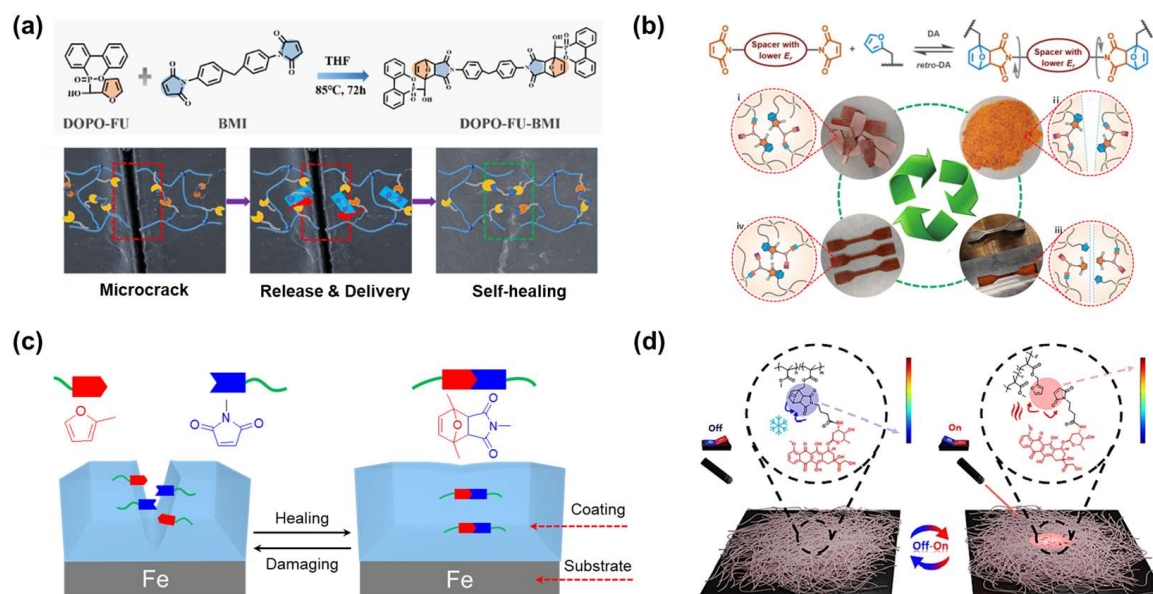 (a)
THF
85℃, 72h
DOPO-FU
BMI
DOPO-FU-BMI
Microcrack
Release & Delivery
Self-healing
(b)
Spacer with
lower Er
DA
retro-DA
Spacer with
lower Er
i
ii
iv
iii
(c)
Healing
Damaging
Coating
Substrate
Fe
Fe
(d)
Off
On
Off-On